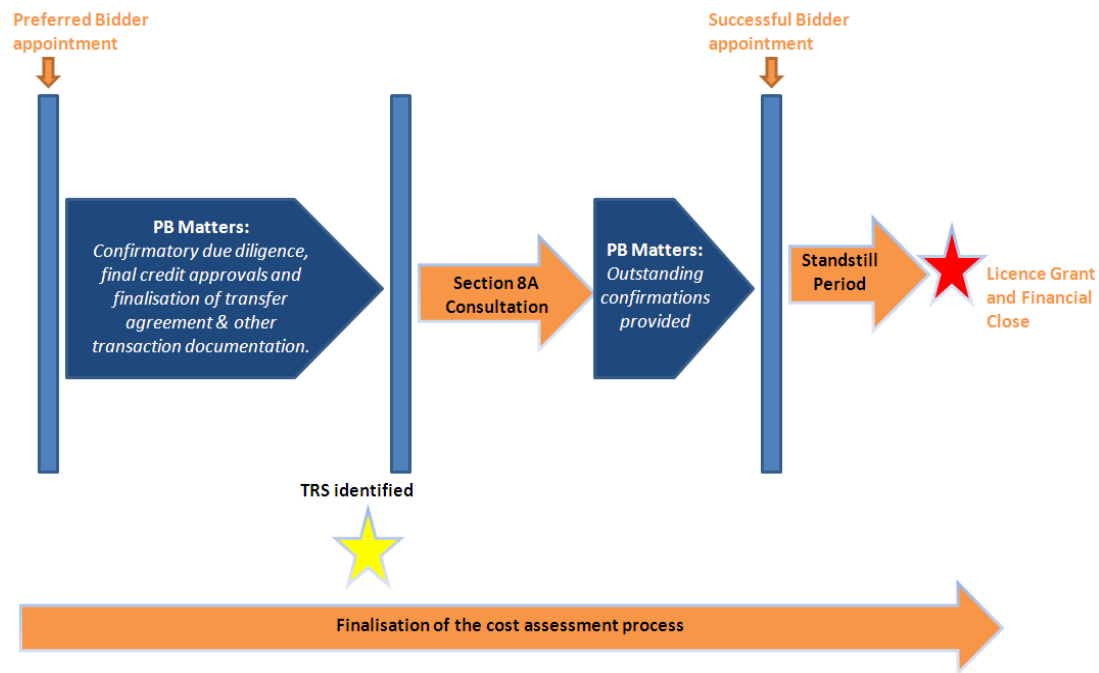 Preferred Bidder
appointment
Successful Bidder
appointment
PB Matters:
Confirmatory due diligence,
final credit approvals and
finalisation of transfer
agreement & other
transaction documentation.
Section 8A
Consultation
PB Matters:
Outstanding
confirmations
provided
Standstill
Period
Licence Grant
and Financial
Close
TRS identified
Finalisation of the cost assessment process